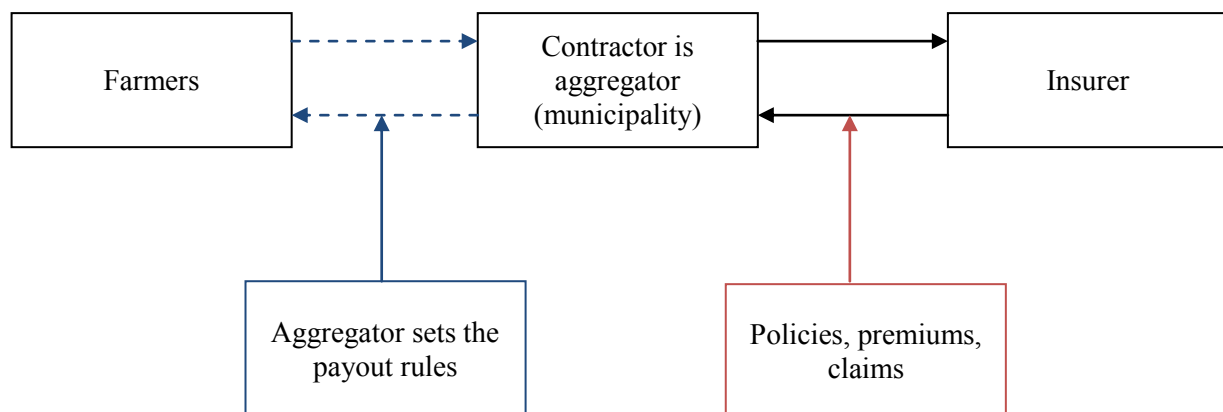 Farmers
Contractor is
aggregator
(municipality)
Insurer
Aggregator sets the
payout rules
Policies, premiums,
claims